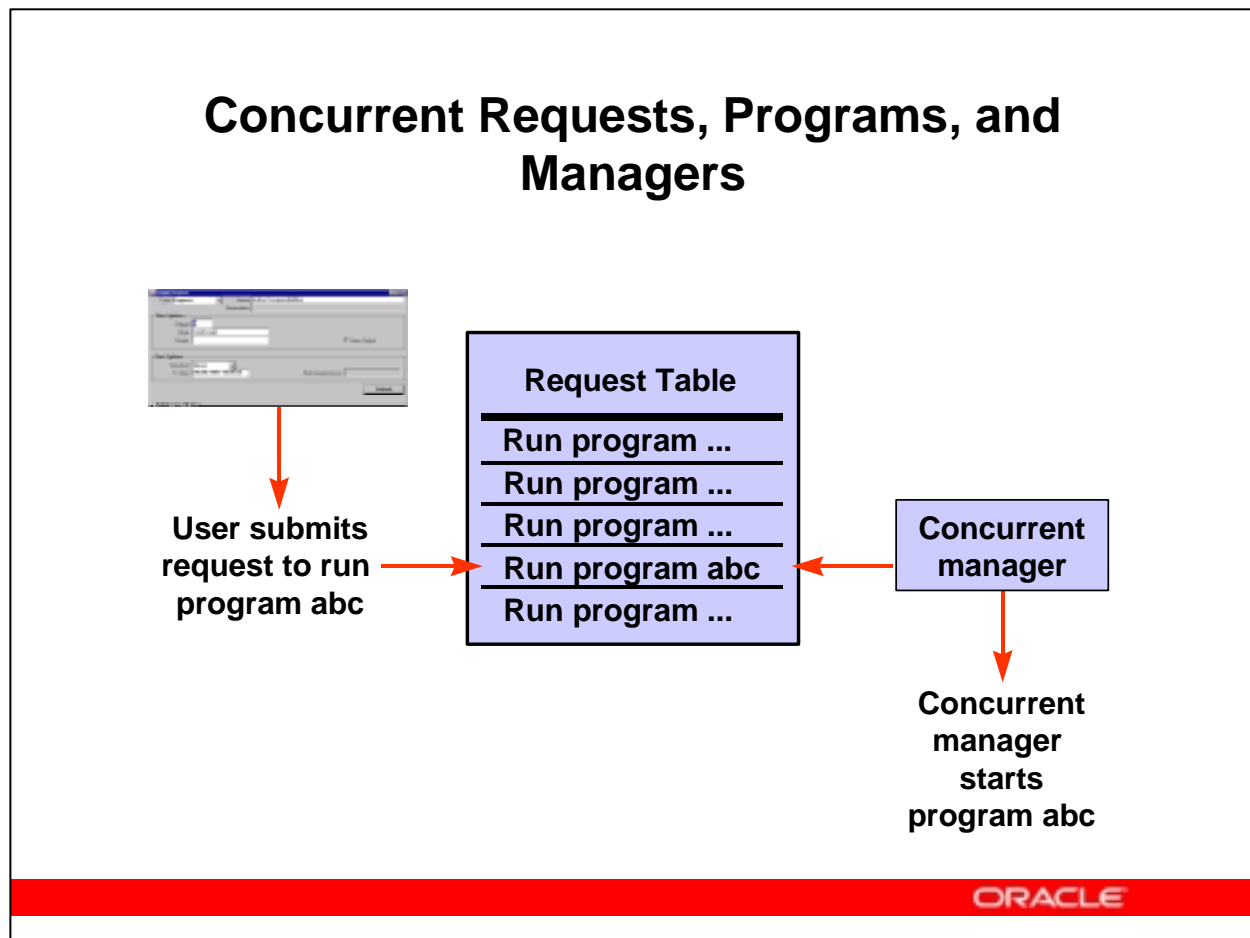 Concurrent Requests, Programs, and
Managers
User submits
request to run
program abc
Request Table
Run program ...
Run program ...
Run program ...
Run program abc
Run program ...
Concurrent
manager
Concurrent
manager
starts
program abc
ORACLE